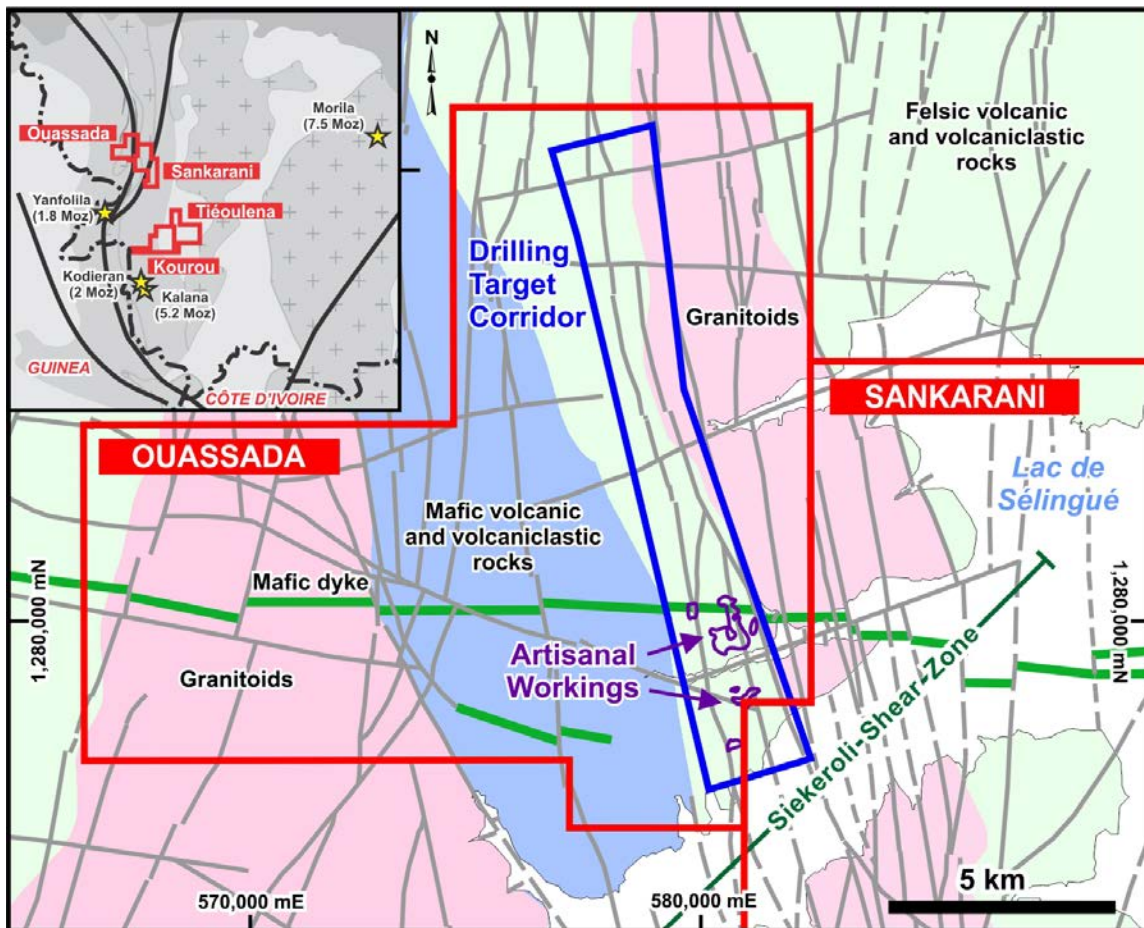 N
Morila
(7.5 Moz)
Ouassada
Sankarani
Yanfolila
(1.8 Moz)
Tiéoulena
Kourou
Kodieran
(2 Moz)
Kalana
(5.2 Moz)
GUINEA
CÔTE D'IVOIRE
Felsic volcanic
and volcaniclastic
rocks
Drilling
Target
Corridor
Granitoids
SANKARANI
OUASSADA
Lac de
Sélingué
Mafic volcanic
and volcaniclastic
rocks
Mafic dyke
1,280,000 mN
1,280,000 mN
Artisanal
Workings
Granitoids
Siekeroli-Shear-Zone
570,000 mE
580,000 mE
5 km